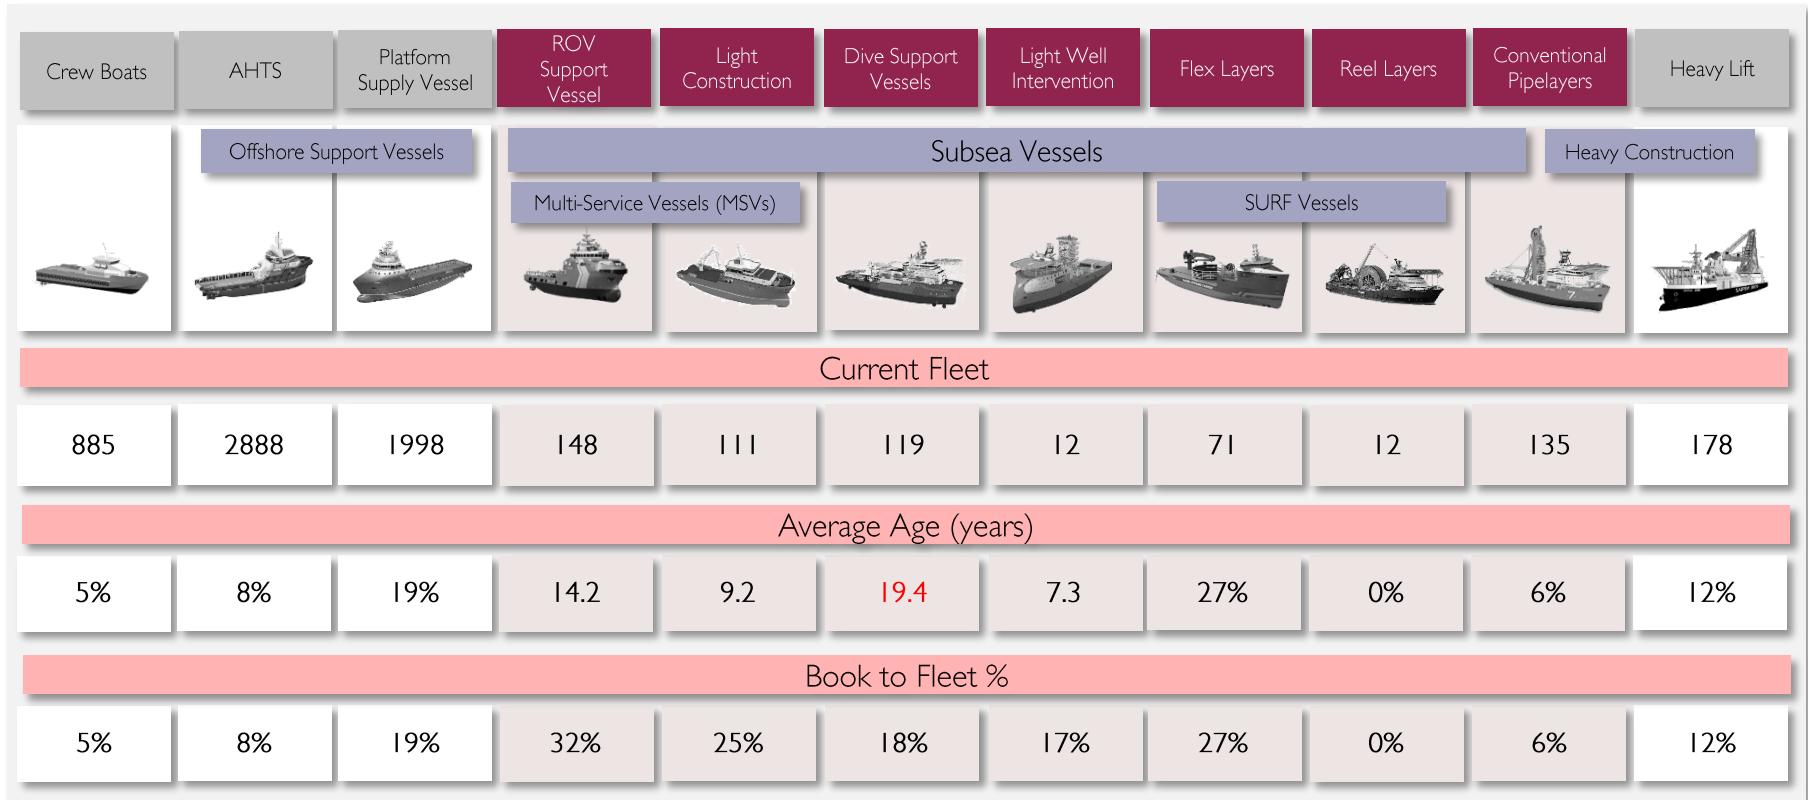 Crew Boats
AHTS
Platform
Supply Vessel
ROV
Support
Vessel
Light
Construction
Dive Support
Vessels
Light Well
Intervention
Flex Layers
Reel Layers
Conventional
Pipelayers
Heavy Lift
Offshore Support Vessels
Subsea Vessels
Heavy Construction
Multi-Service Vessels (MSVs)
SURF Vessels
7
Current Fleet
885 2888 1998 148 111 119 12 71 12 135 178
Average Age (years)
5% 8% 19% 14.2 9.2 19.4 7.3 27% 0% 6% 12%
Book to Fleet %
5% 8% 19% 32% 25% 18% 17% 27% 0% 6% 12%